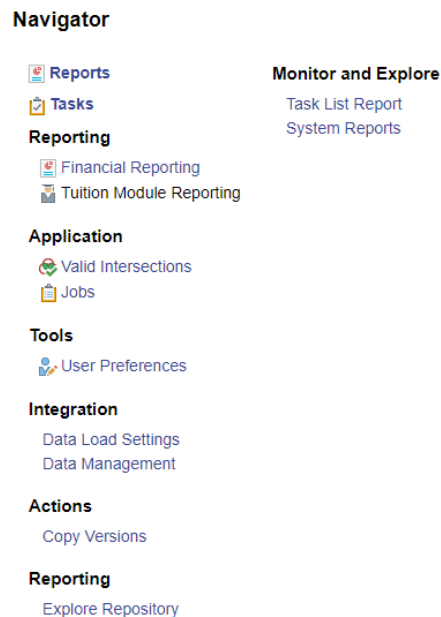 Navigator
Reports
Tasks
Reporting
Financial Reporting
Tuition Module Reporting
Application
Valid Intersections
Jobs
Tools
User Preferences
Integration
Data Load Settings
Data Management
Actions
Copy Versions
Reporting
Explore Repository
Monitor and Explore
Task List Report
System Reports